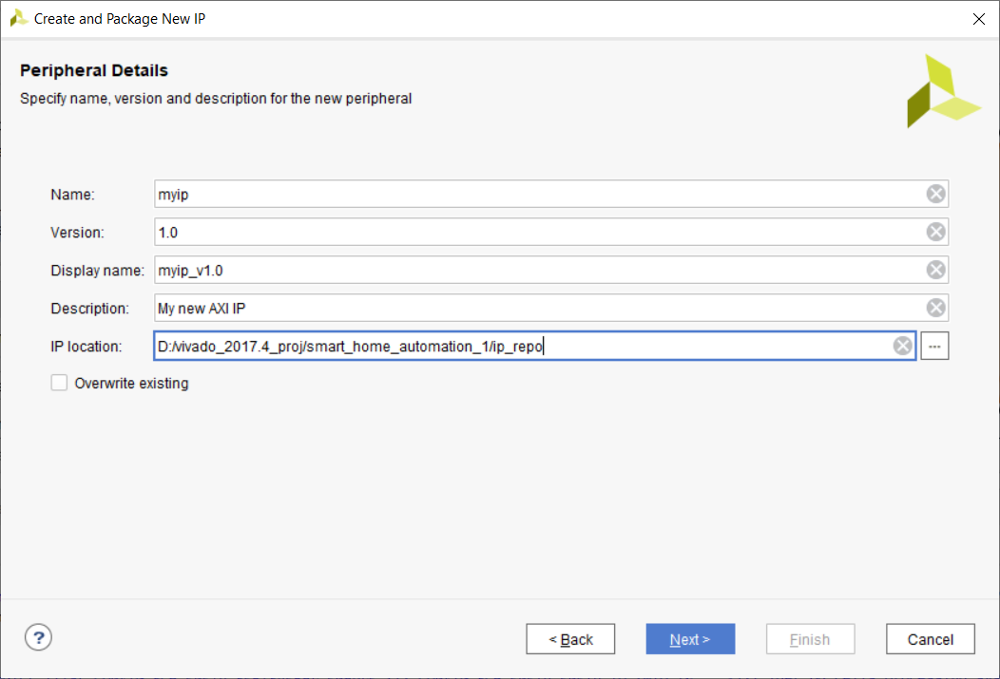 Create and Package New IP
Peripheral Details
Specify name, version and description for the new peripheral
Name: myip
Version: 1.0
Display name: myip_v1.0
Description: My new AXI IP
IP location: D:/vivado_2017.4_proj/smart_home_automation_1/ip_repo ...
Overwrite existing
? < Back Next > Finish Cancel